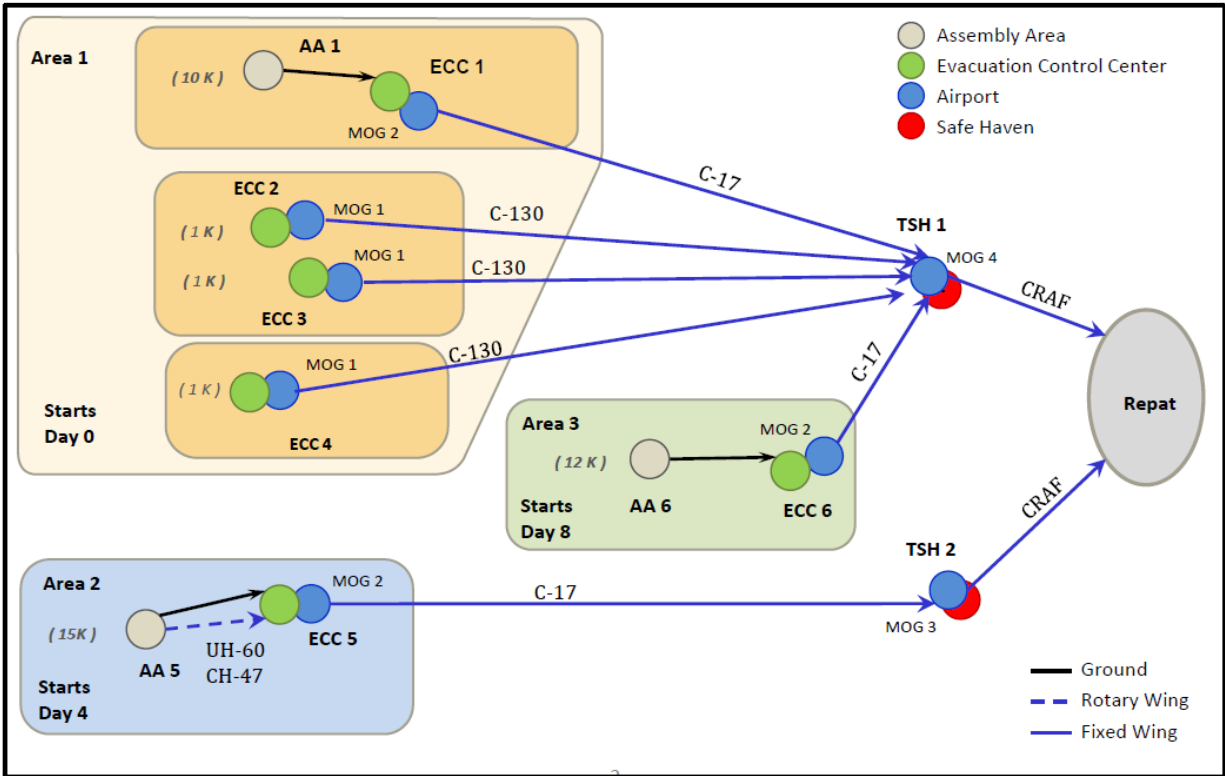 Area 1
AA 1
( 10 K )
ECC 1
MOG 2
Assembly Area
Evacuation Control Center
Airport
Safe Haven
C-17
ECC 2
MOG 1
( 1 K )
C-130
MOG 1
( 1 K )
ECC 3
C-130
TSH 1
MOG 4
CRAF
MOG 1
( 1 K )
C-130
ECC 4
Starts
Day 0
C-17
Repat
Area 3
MOG 2
( 12 K )
AA 6
ECC 6
Starts
Day 8
CRAF
TSH 2
MOG 3
Area 2
MOG 2
( 15K )
C-17
AA 5
UH-60
CH-47
ECC 5
Starts
Day 4
Ground
Rotary Wing
Fixed Wing